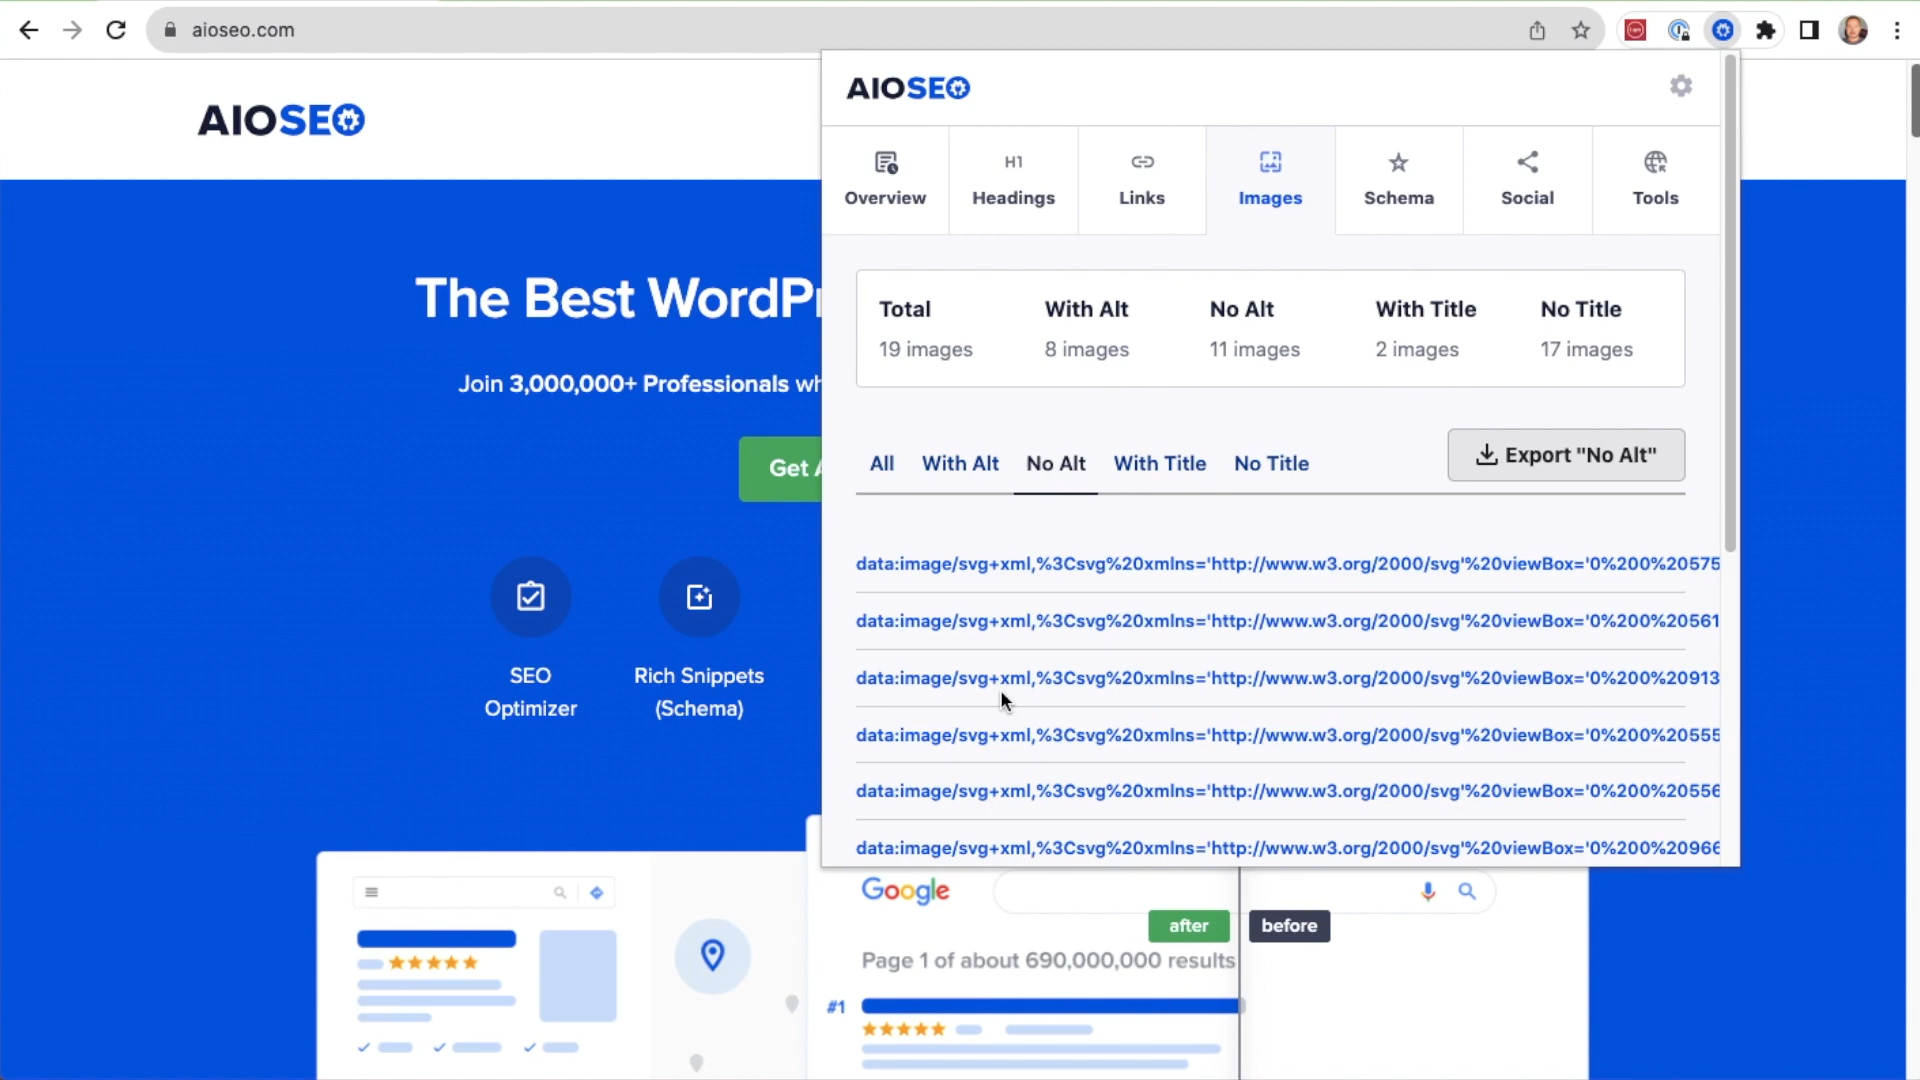 aioseo.com
AIOSEO
The Best WordPr
Join 3,000,000+ Professionals wh
Get A
SEO
Optimizer
Rich Snippets
(Schema)
AIOSEO
Overview
H1
Headings
Links
Images
Schema
Social
Tools
Total
19 images
With Alt
8 images
No Alt
11 images
With Title
2 images
No Title
17 images
All
With Alt
No Alt
With Title
No Title
Export "No Alt"
data:image/svg+xml,%3Csvg%20xmlns='http://www.w3.org/2000/svg'%20viewBox='0%200%20575
data:image/svg+xml,%3Csvg%20xmlns='http://www.w3.org/2000/svg'%20viewBox='0%200%20561
data:image/svg+xml,%3Csvg%20xmlns='http://www.w3.org/2000/svg'%20viewBox='0%200%20913
data:image/svg+xml,%3Csvg%20xmlns='http://www.w3.org/2000/svg'%20viewBox='0%200%20555
data:image/svg+xml,%3Csvg%20xmlns='http://www.w3.org/2000/svg'%20viewBox='0%200%20556
data:image/svg+xml,%3Csvg%20xmlns='http://www.w3.org/2000/svg'%20viewBox='0%200%20966
Google
after
before
Page 1 of about 690,000,000 results
#1